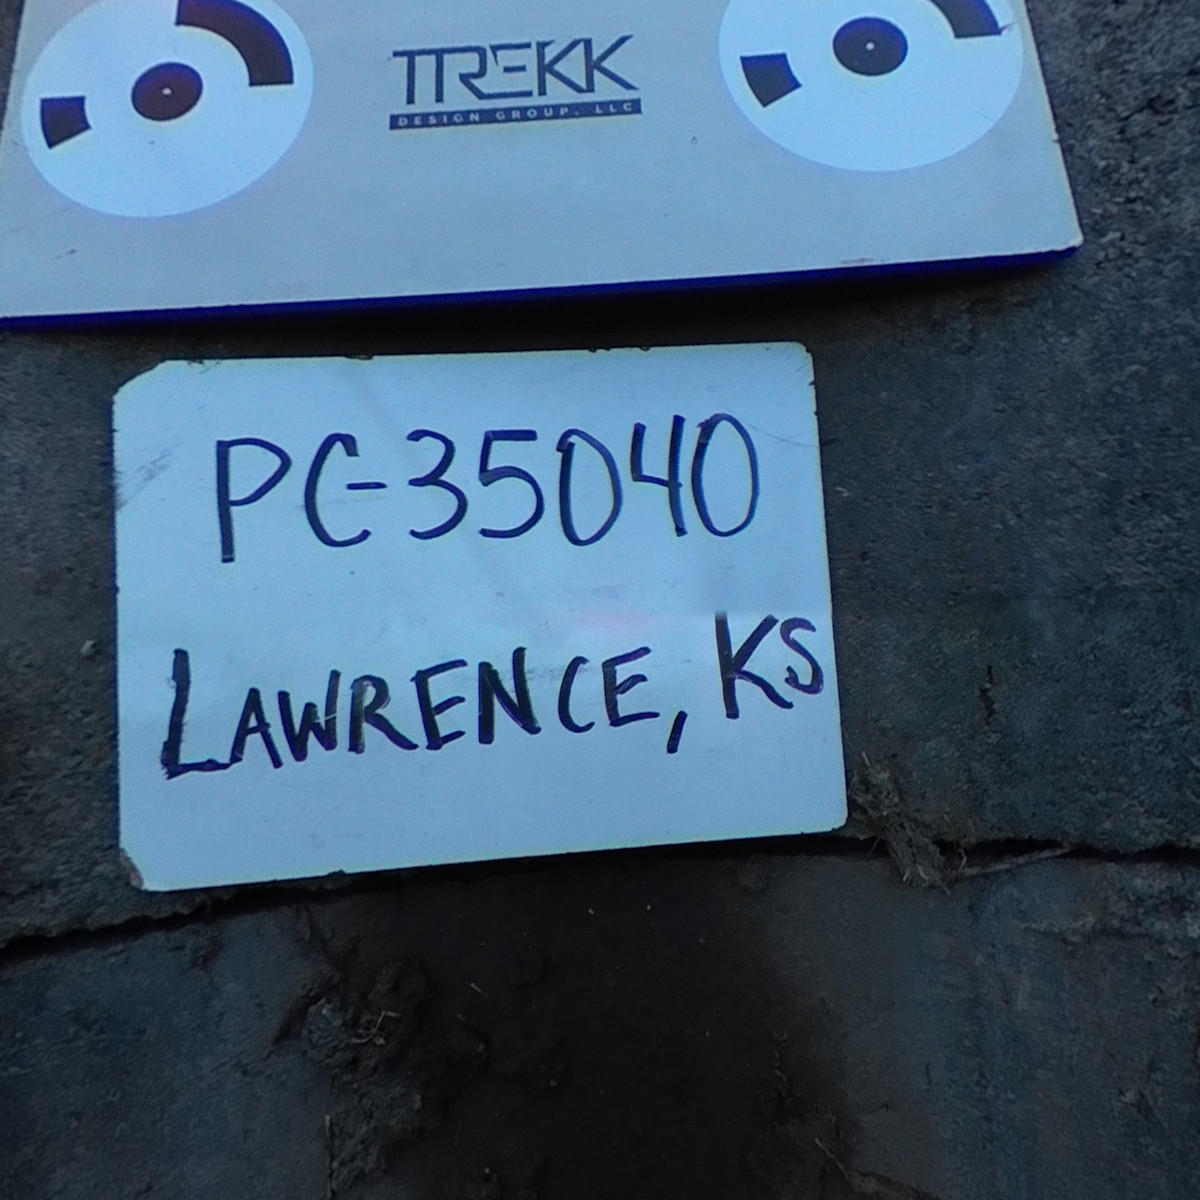 TREKK
DESIGN GROUP, LLC
PC-35040
LAWRENCE, KS